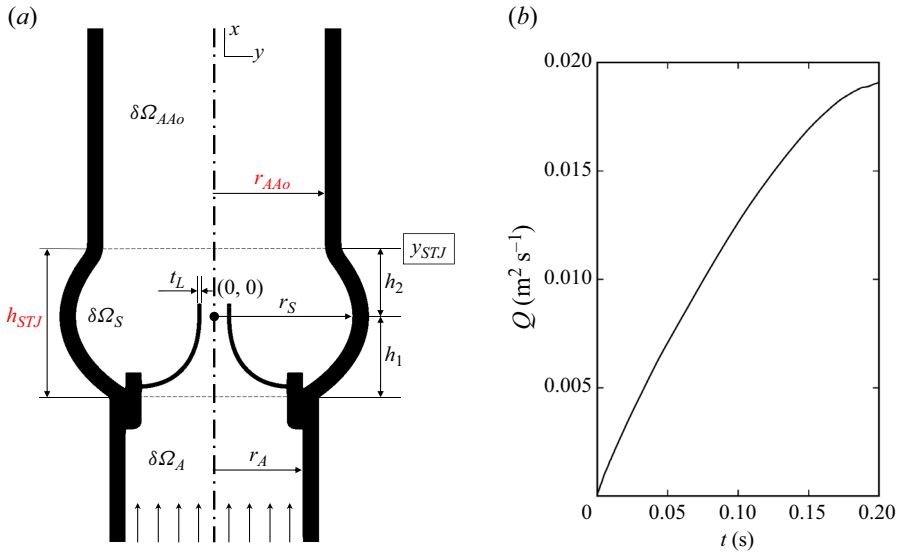 (a)
x
y
δΩ_AAo
r_AAo
y_STJ
t_L
(0, 0)
h_2
h_STJ
δΩ_S
r_S
h_1
δΩ_A
r_A
(b)
0.020
0.015
Q (m² s⁻¹)
0.010
0.005
0 0.05 0.10 0.15 0.20
t (s)